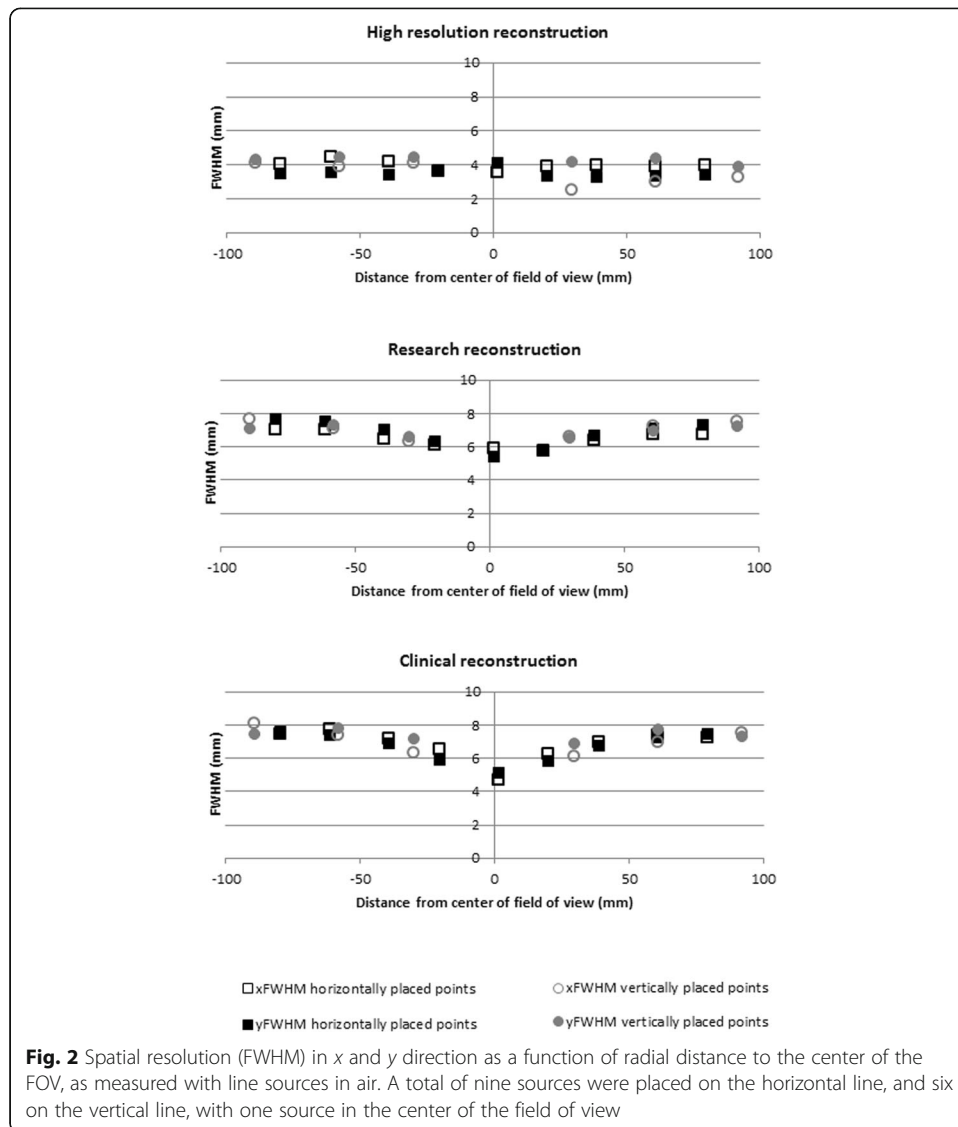 High resolution reconstruction
10
8
6
4
2
0
FWHM (mm)
-100 -50 0 50 100
Distance from center of field of view (mm)
Research reconstruction
10
8
6
4
2
0
FWHM (mm)
-100 -50 0 50 100
Distance from center of field of view (mm)
Clinical reconstruction
10
8
6
4
2
0
FWHM (mm)
-100 -50 0 50 100
Distance from center of field of view (mm)
xFWHM horizontally placed points xFWHM vertically placed points
yFWHM horizontally placed points yFWHM vertically placed points
Fig. 2 Spatial resolution (FWHM) in x and y direction as a function of radial distance to the center of the
FOV, as measured with line sources in air. A total of nine sources were placed on the horizontal line, and six
on the vertical line, with one source in the center of the field of view